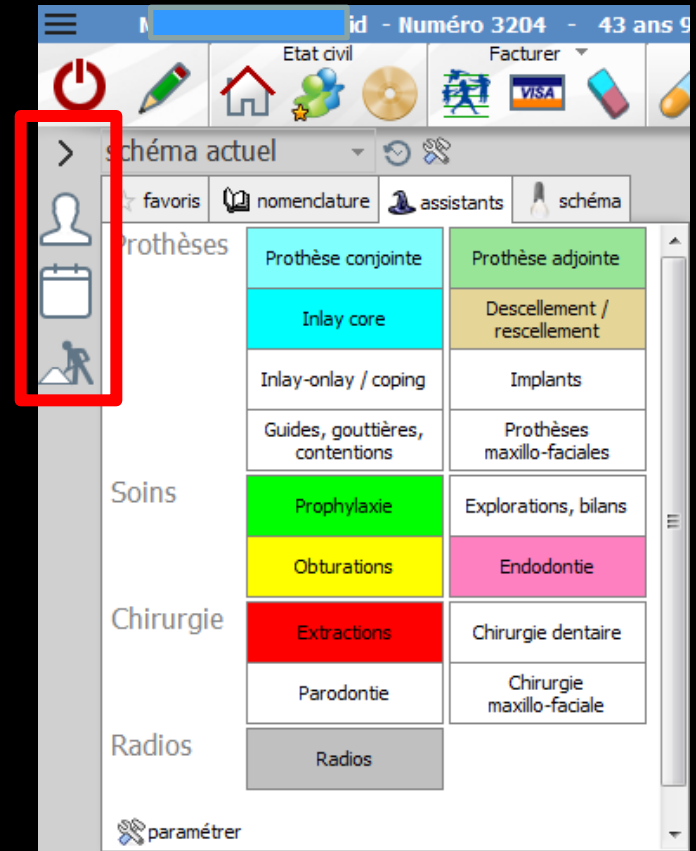 id - Numéro 3204 - 43 ans 9
Etat civil
Facturer
VISA
schéma actuel
favoris
nomenclature
assistants
schéma
Prothèses
Prothèse conjointe
Prothèse adjointe
Inlay core
Descellement /
rescellement
Inlay-onlay / coping
Implants
Guides, gouttières,
contentions
Prothèses
maxillo-faciales
Soins
Prophylaxie
Explorations, bilans
Obturations
Endodontie
Chirurgie
Extractions
Chirurgie dentaire
Parodontie
Chirurgie
maxillo-faciale
Radios
Radios
paramétrer